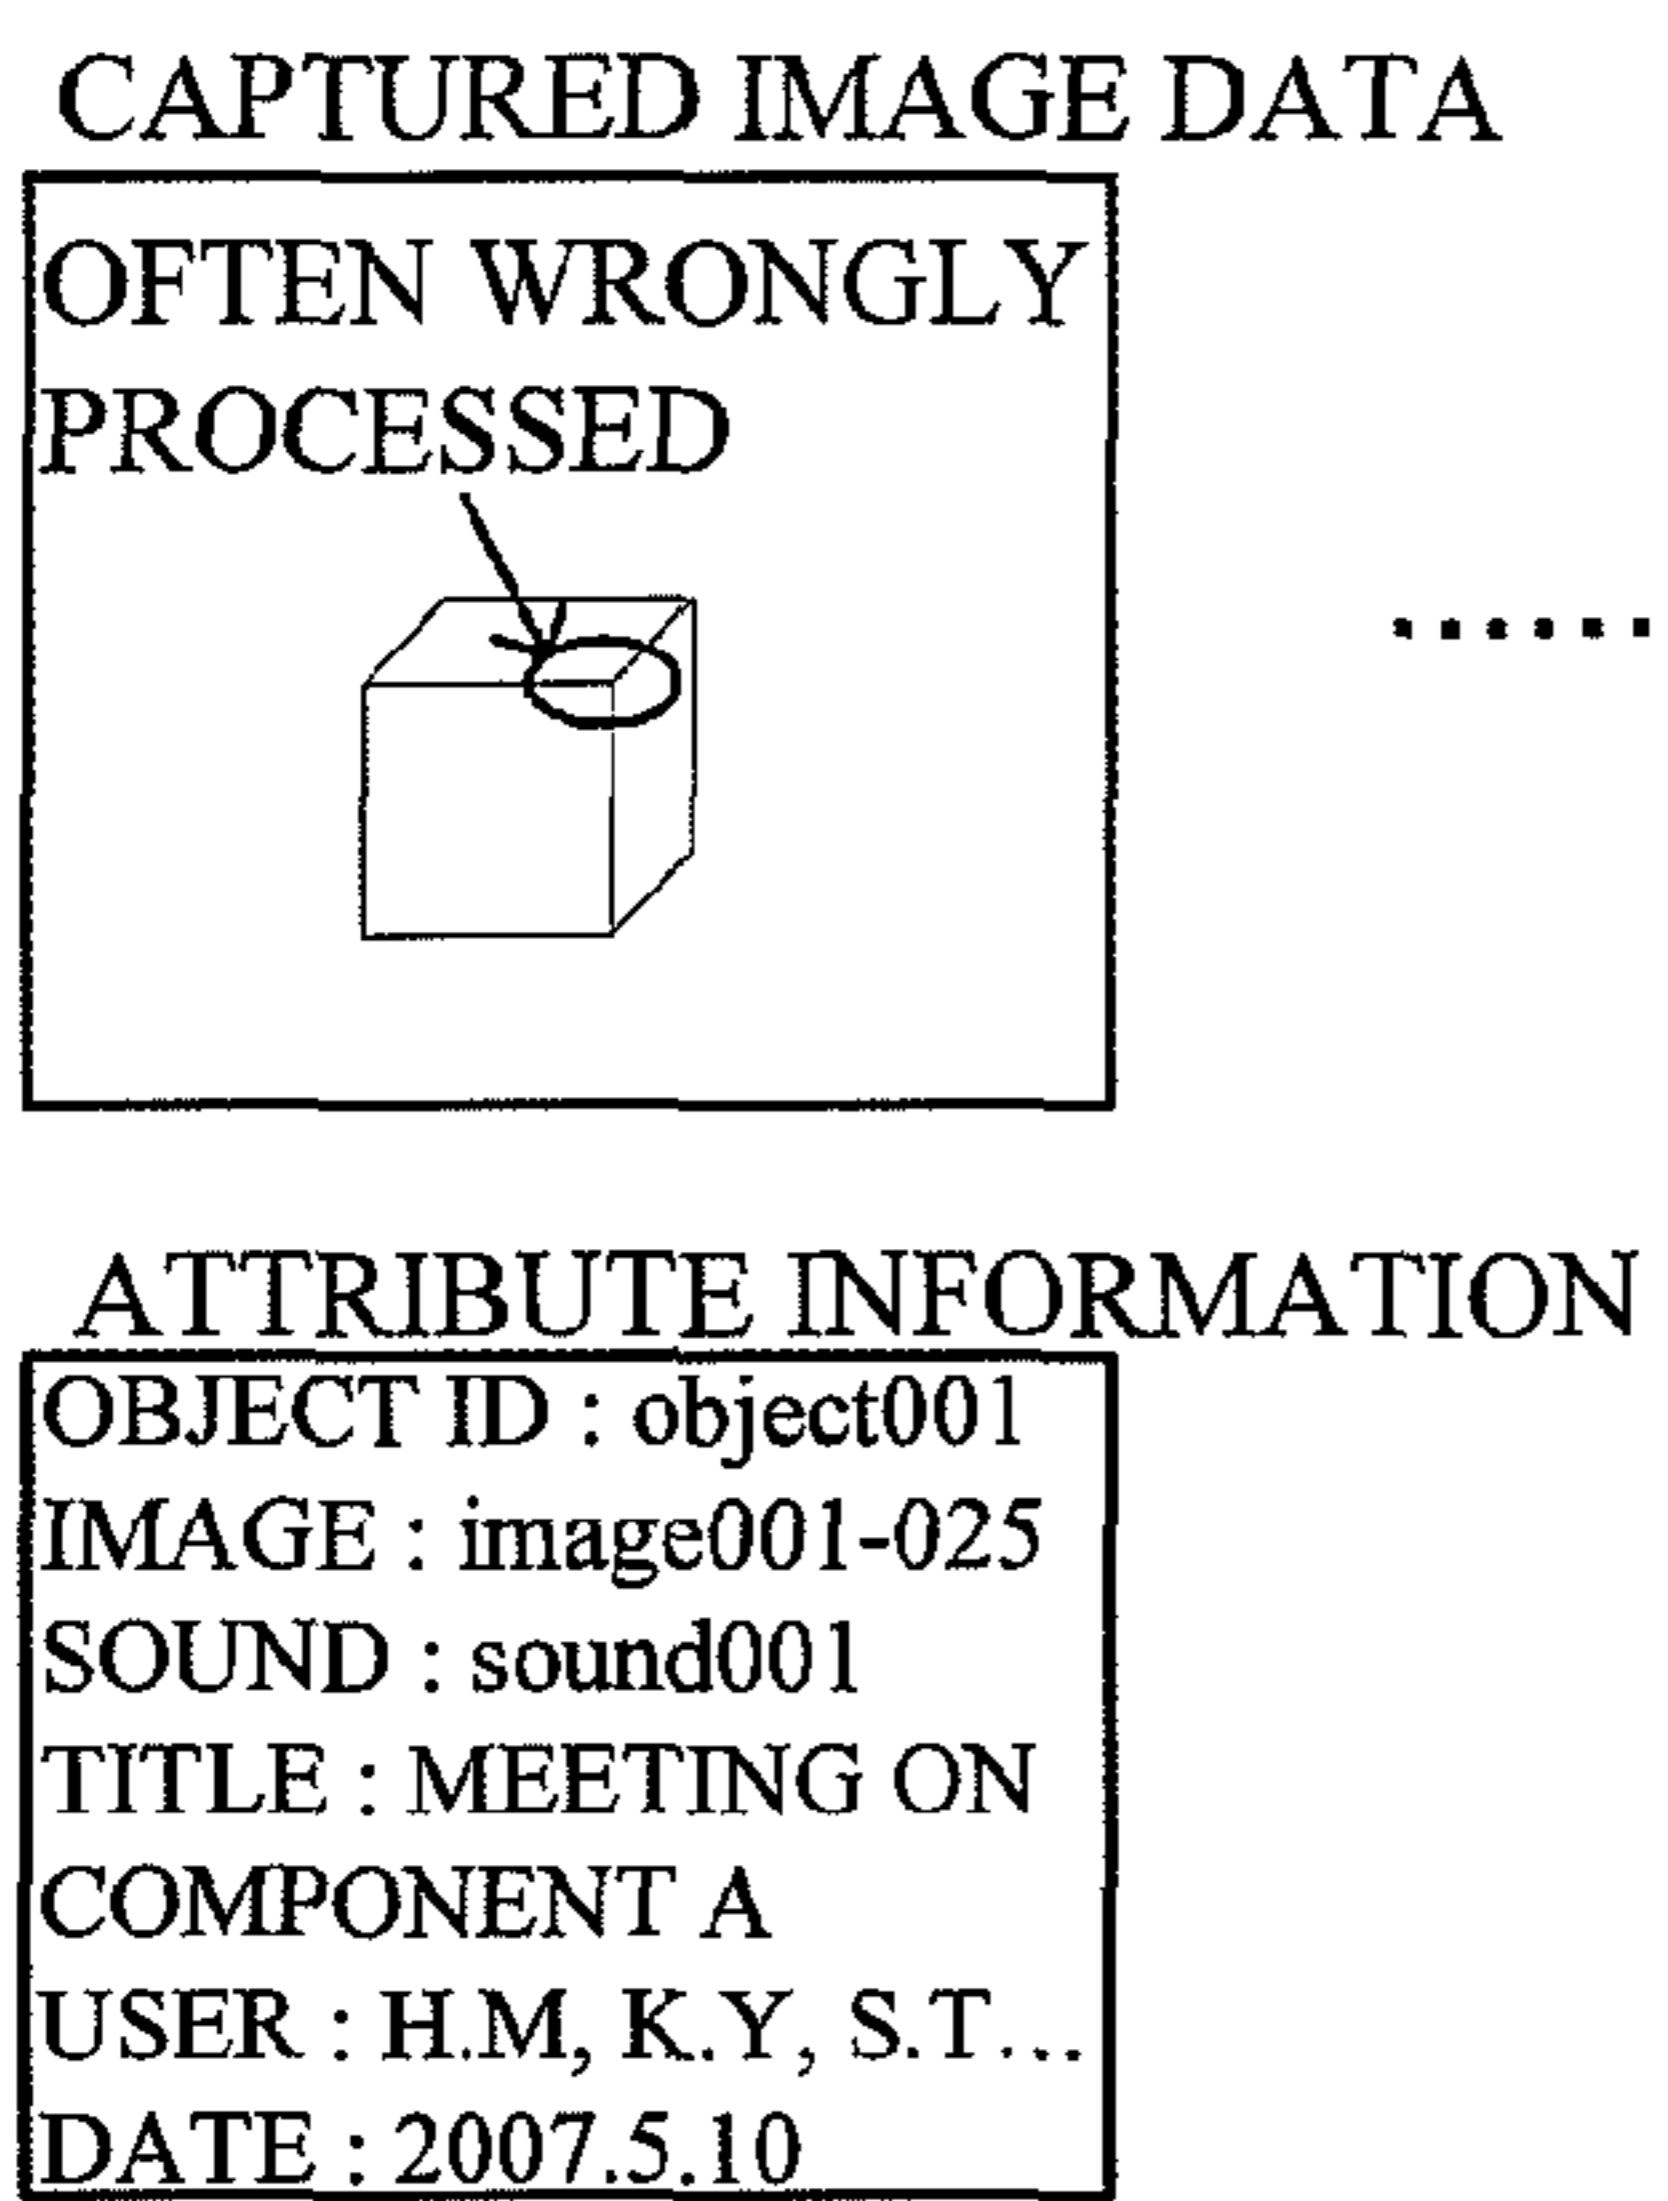 CAPTURED IMAGE DATA
OFTEN WRONGLY
PROCESSED
......
ATTRIBUTE INFORMATION
OBJECT ID : object001
IMAGE : image001-025
SOUND : sound001
TITLE : MEETING ON
COMPONENT A
USER : H.M, K.Y, S.T...
DATE : 2007.5.10